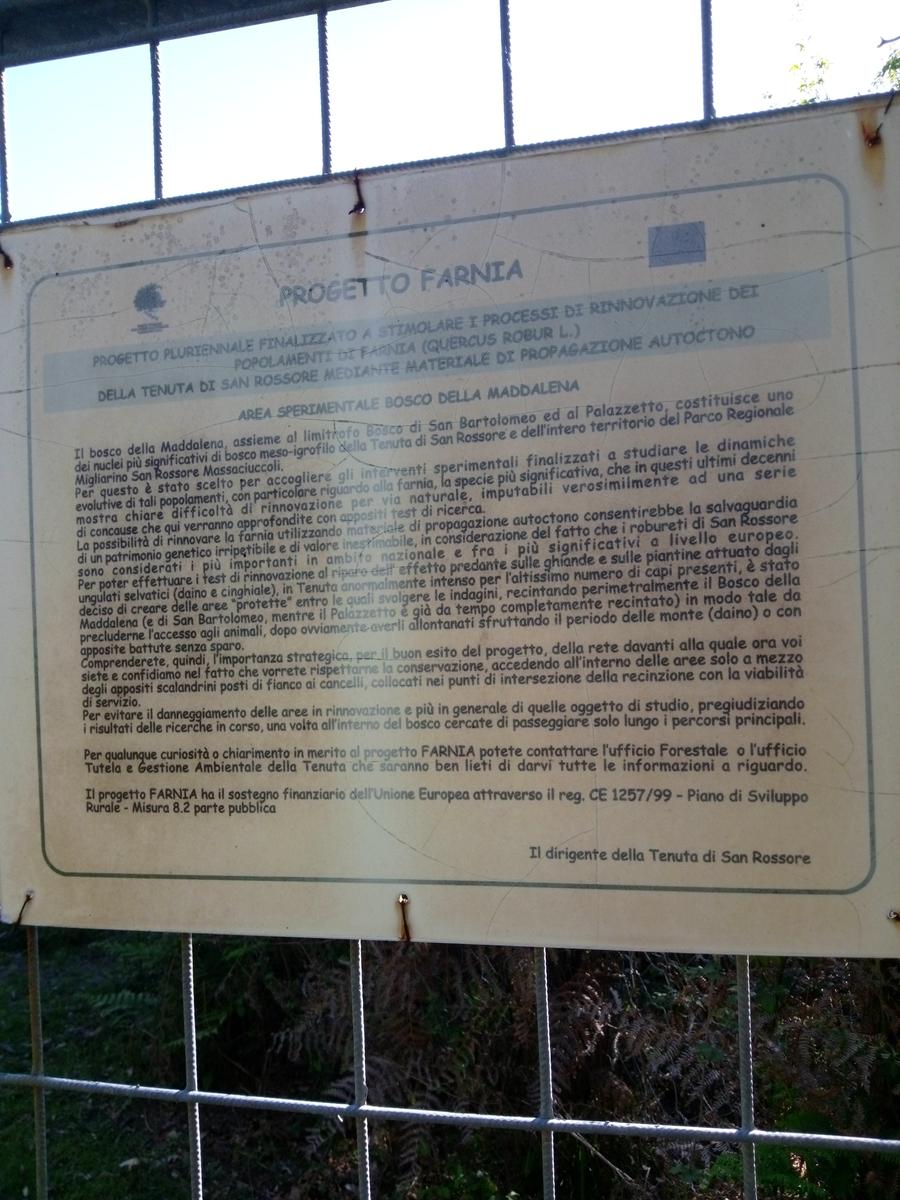 PROGETTO FARNIA
PROGETTO PLURIENNALE FINALIZZATO A STIMOLARE I PROCESSI DI RINNOVAZIONE DEI
POPOLAMENTI DI FARNIA (QUERCUS ROBUR L.)
DELLA TENUTA DI SAN ROSSORE MEDIANTE MATERIALE DI PROPAGAZIONE AUTOCTONO
AREA SPERIMENTALE BOSCO DELLA MADDALENA
Il bosco della Maddalena, assieme al limitrofo Bosco di San Bartolomeo ed al Palazzetto, costituisce uno
dei nuclei più significativi di bosco meso-igrofilo della Tenuta di San Rossore e dell'intero territorio del Parco Regionale
Migliarino San Rossore Massaciuccoli.
Per questo è stato scelto per accogliere gli interventi sperimentali finalizzati a studiare le dinamiche
evolutive di tali popolamenti, con particolare riguardo alla farnia, la specie più significativa, che in questi ultimi decenni
mostra chiare difficoltà di rinnovazione per via naturale, imputabili verosimilmente ad una serie
di concause che qui verranno approfondite con appositi test di ricerca.
La possibilità di rinnovare la farnia utilizzando materiale di propagazione autoctono consentirebbe la salvaguardia
di un patrimonio genetico irripetibile e di valore inestimabile, in considerazione del fatto che i robureti di San Rossore
sono considerati i più importanti in ambito nazionale e fra i più significativi a livello europeo.
Per poter effettuare i test di rinnovazione al riparo dell' effetto predante sulle ghiande e sulle piantine attuato dagli
ungulati selvatici (daino e cinghiale), in Tenuta anormalmente intenso per l'altissimo numero di capi presenti, è stato
deciso di creare delle aree "protette" entro le quali svolgere le indagini, recintando perimetralmente il Bosco della
Maddalena (e di San Bartolomeo, mentre il Palazzetto è già da tempo completamente recintato) in modo tale da
precluderne l'accesso agli animali, dopo ovviamente averli allontanati sfruttando il periodo delle monte (daino) o con
apposite battute senza sparo.
Comprenderete, quindi, l'importanza strategica, per il buon esito del progetto, della rete davanti alla quale ora voi
siete e confidiamo nel fatto che vorrete rispettarne la conservazione, accedendo all'interno delle aree solo a mezzo
degli appositi scalandrini posti di fianco ai cancelli, collocati nei punti di intersezione della recinzione con la viabilità
di servizio.
Per evitare il danneggiamento delle aree in rinnovazione e più in generale di quelle oggetto di studio, pregiudiziando
i risultati delle ricerche in corso, una volta all'interno del bosco cercate di passeggiare solo lungo i percorsi principali.
Per qualunque curiosità o chiarimento in merito al progetto FARNIA potete contattare l'ufficio Forestale o l'ufficio
Tutela e Gestione Ambientale della Tenuta che saranno ben lieti di darvi tutte le informazioni a riguardo.
Il progetto FARNIA ha il sostegno finanziario dell'Unione Europea attraverso il reg. CE 1257/99 - Piano di Sviluppo
Rurale - Misura 8.2 parte pubblica
Il dirigente della Tenuta di San Rossore